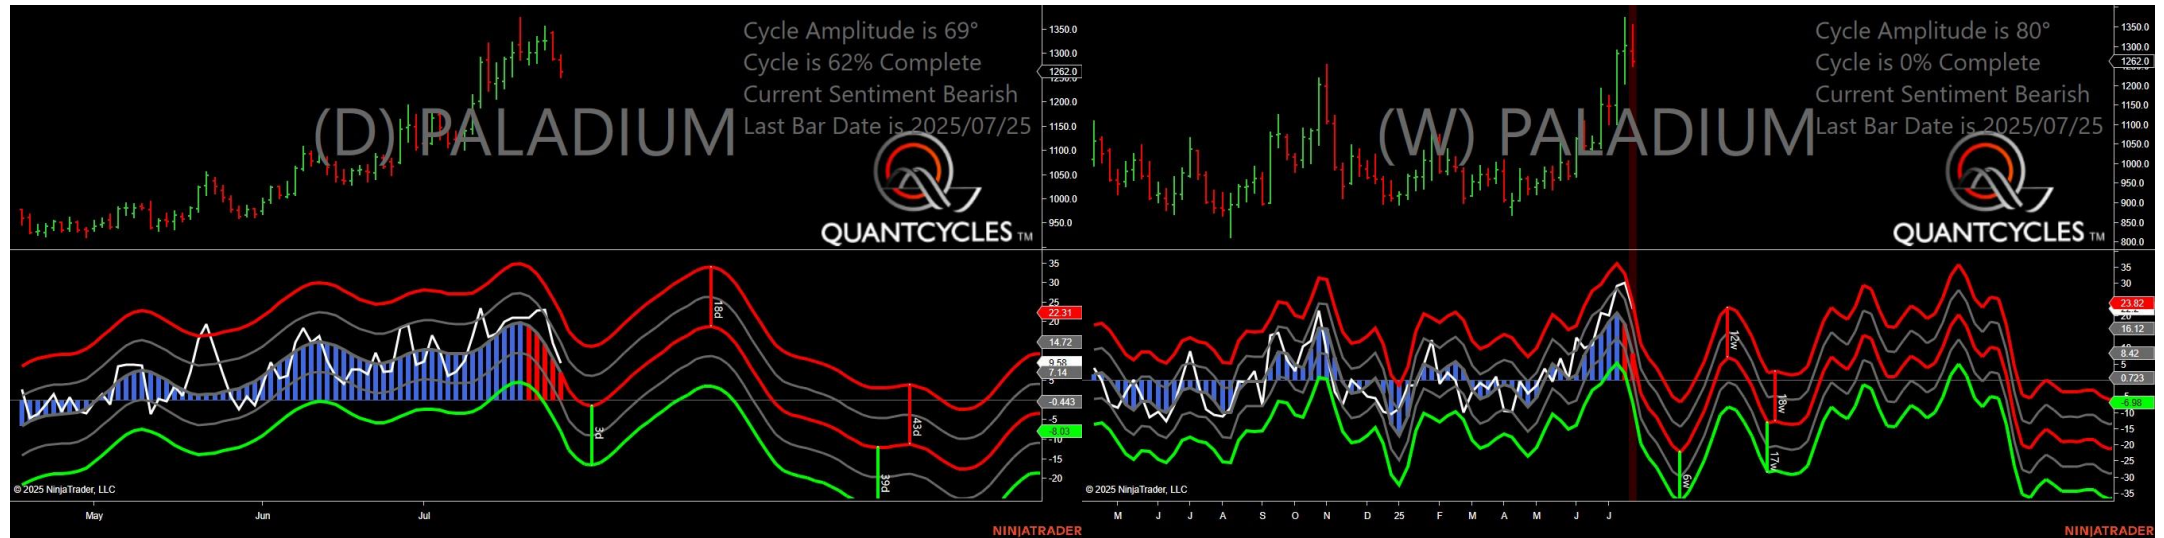 Cycle Amplitude is 69°
Cycle is 62% Complete
Current Sentiment Bearish
Last Bar Date is 2025/07/25
(D) PALADIUM
QUANTCYCLES TM
1350.0
1300.0
1262.0
1200.0
1150.0
1100.0
1050.0
1000.0
950.0
35
30
25
22.31
20
14.72
9.58
7.14
5
-0.443
-5
-8.03
-10
-15
-20
18d
3d
43d
39d
© 2025 NinjaTrader, LLC
May Jun Jul
NINJATRADER
Cycle Amplitude is 80°
Cycle is 0% Complete
Current Sentiment Bearish
Last Bar Date is 2025/07/25
(W) PALADIUM
QUANTCYCLES TM
1350.0
1300.0
1262.0
1200.0
1150.0
1100.0
1050.0
1000.0
950.0
900.0
850.0
800.0
35
30
23.82
20
16.12
8.42
5
0.723
-6.98
-10
-15
-20
-25
-30
-35
12w
18w
17w
6w
© 2025 NinjaTrader, LLC
M J J A S O N D 25 F M A M J J
NINJATRADER